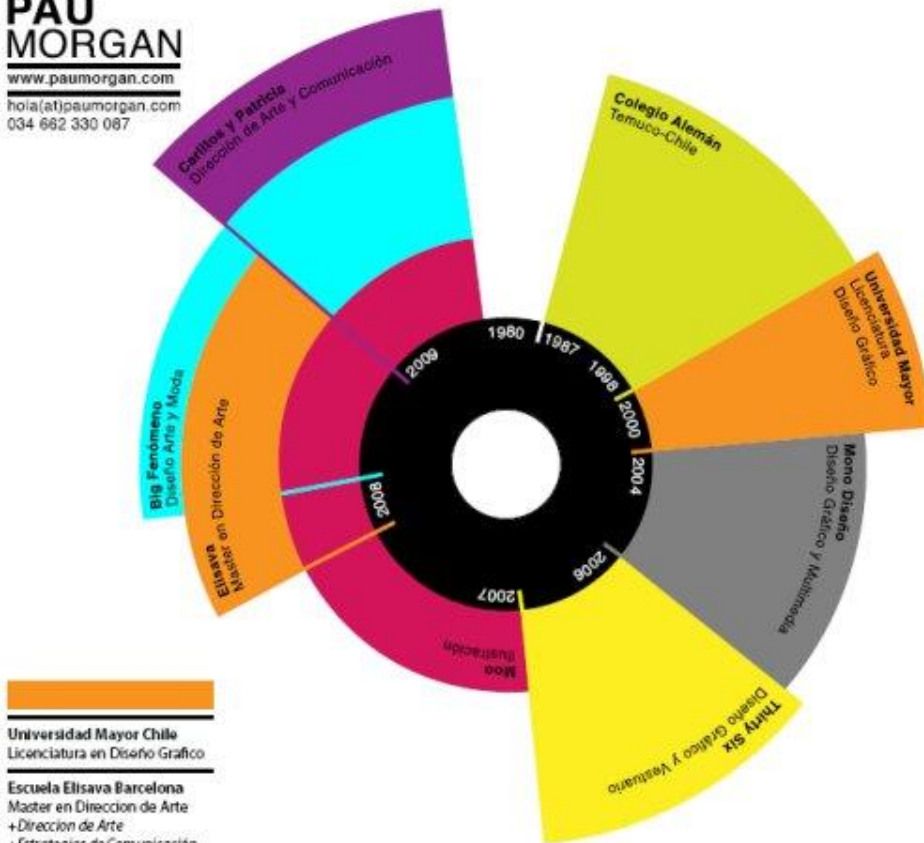 PAU
MORGAN
www.paumorgan.com
hola(at)paumorgan.com
034 662 330 087
Carlitos y Patricia
Dirección de Arte y Comunicación
Colegio Alemán
Temuco-Chile
Universidad Mayor
Licenciatura
Diseño Gráfico
Mono Diseño
Diseño Gráfico y Multimedia
Thirty Six
Diseño Gráfico y Vestuario
Moo
Ilustración
Elisava
Master en Dirección de Arte
Big Fenómeno
Diseño Arte y Moda
1980
1987
1998
2000
2004
2006
2007
2008
2009
Universidad Mayor Chile
Licenciatura en Diseño Grafico
Escuela Elisava Barcelona
Master en Direccion de Arte
+Direccion de Arte
+Estrategias de Comunicación